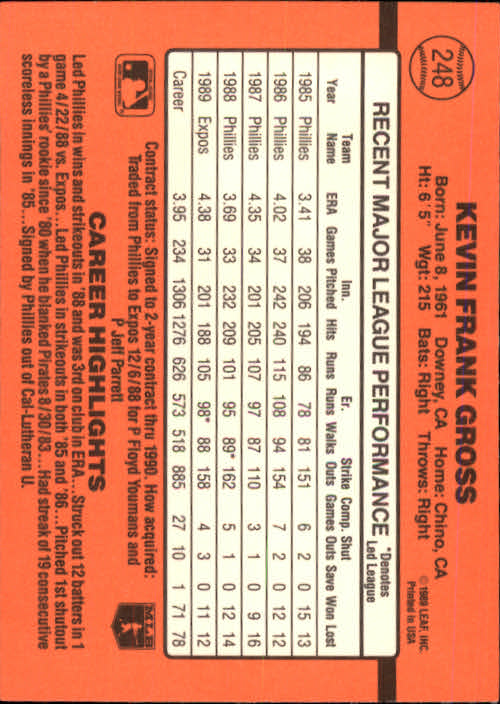 248
KEVIN FRANK GROSS
Born: June 8, 1961 Downey, CA Home: Chino, CA
Ht: 6' 5" Wgt: 215 Bats: Right Throws: Right
© 1989 LEAF, INC.
Printed in USA
RECENT MAJOR LEAGUE PERFORMANCE *Denotes Led League
Team Inn. Er. Strike Comp. Shut
Year Name ERA Games Pitched Hits Runs Runs Walks Outs Games Outs Save Won Lost
1985 Phillies 3.41 38 206 194 86 78 81 151 6 2 0 15 13
1986 Phillies 4.02 37 242 240 115 108 94 154 7 2 0 12 12
1987 Phillies 4.35 34 201 205 107 97 87 110 3 1 0 9 16
1988 Phillies 3.69 33 232 209 101 95 89* 162 5 1 0 12 14
1989 Expos 4.38 31 201 188 105 98* 88 158 4 3 0 11 12
Career 3.95 234 1306 1276 626 573 518 885 27 10 1 71 78
Contract status: Signed to 2-year contract thru 1990. How acquired:
Traded from Phillies to Expos 12/6/88 for P Floyd Youmans and
P Jeff Parrett
MLB
CAREER HIGHLIGHTS
Led Phillies in wins and strikeouts in '88 and was 3rd on club in ERA...Struck out 12 batters in 1
game 4/22/88 vs. Expos...Led Phillies in strikeouts in both '85 and '86...Pitched 1st shutout
by a Phillies' rookie since '80 when he blanked Pirates 8/30/83...Had streak of 19 consecutive
scoreless innings in '85...Signed by Phillies out of Cal-Lutheran U.